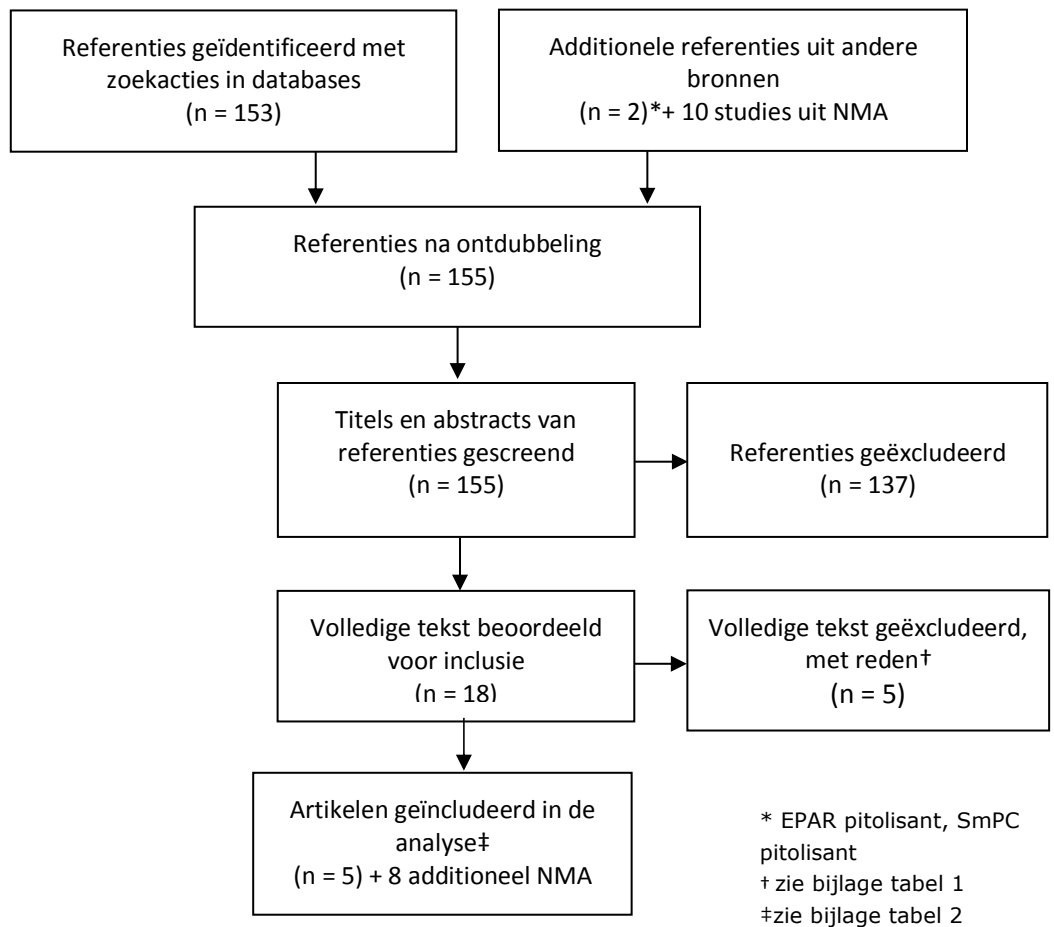 Referenties geïdentificeerd met
zoekacties in databases
(n = 153)
Additionele referenties uit andere
bronnen
(n = 2)*+ 10 studies uit NMA
Referenties na ontdubbeling
(n = 155)
Titels en abstracts van
referenties gescreend
(n = 155)
Referenties geëxcludeerd
(n = 137)
Volledige tekst beoordeeld
voor inclusie
(n = 18)
Volledige tekst geëxcludeerd,
met reden†
(n = 5)
Artikelen geïncludeerd in de
analyse‡
(n = 5) + 8 additioneel NMA
* EPAR pitolisant, SmPC
pitolisant
† zie bijlage tabel 1
‡zie bijlage tabel 2